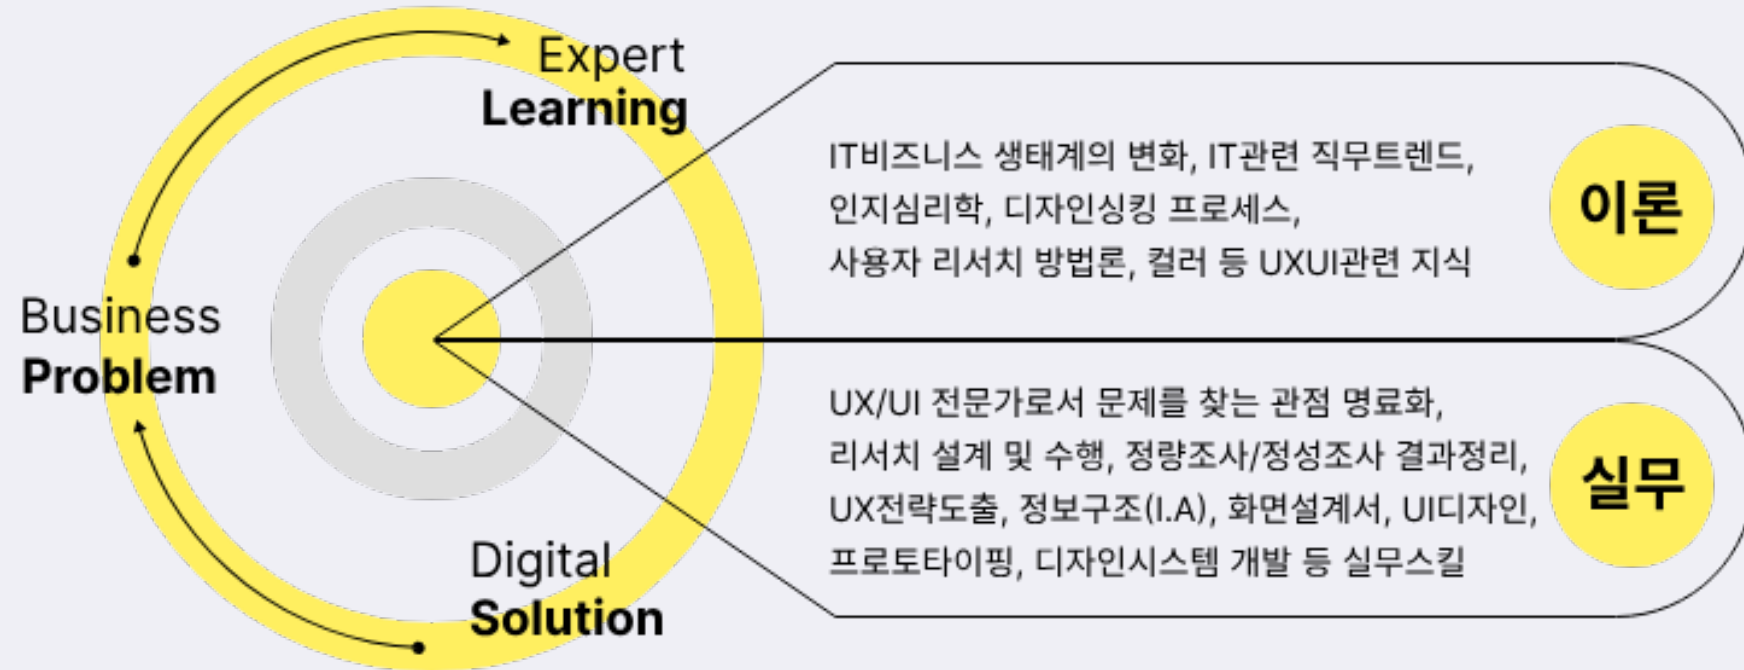 Expert
Learning
Business
Problem
Digital
Solution
IT비즈니스 생태계의 변화, IT관련 직무트렌드,
인지심리학, 디자인싱킹 프로세스,
사용자 리서치 방법론, 컬러 등 UXUI관련 지식
이론
UX/UI 전문가로서 문제를 찾는 관점 명료화,
리서치 설계 및 수행, 정량조사/정성조사 결과정리,
UX전략도출, 정보구조(I.A), 화면설계서, UI디자인,
프로토타이핑, 디자인시스템 개발 등 실무스킬
실무